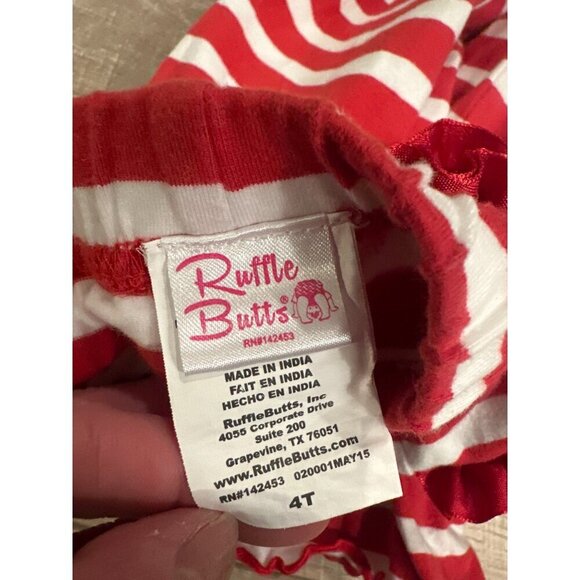 Ruffle
Butts®
RN#142453
MADE IN INDIA
FAIT EN INDIA
HECHO EN INDIA
RuffleButts, Inc
4055 Corporate Drive
Suite 200
Grapevine, TX 76051
www.RuffleButts.com
RN#142453 020001MAY15
4T